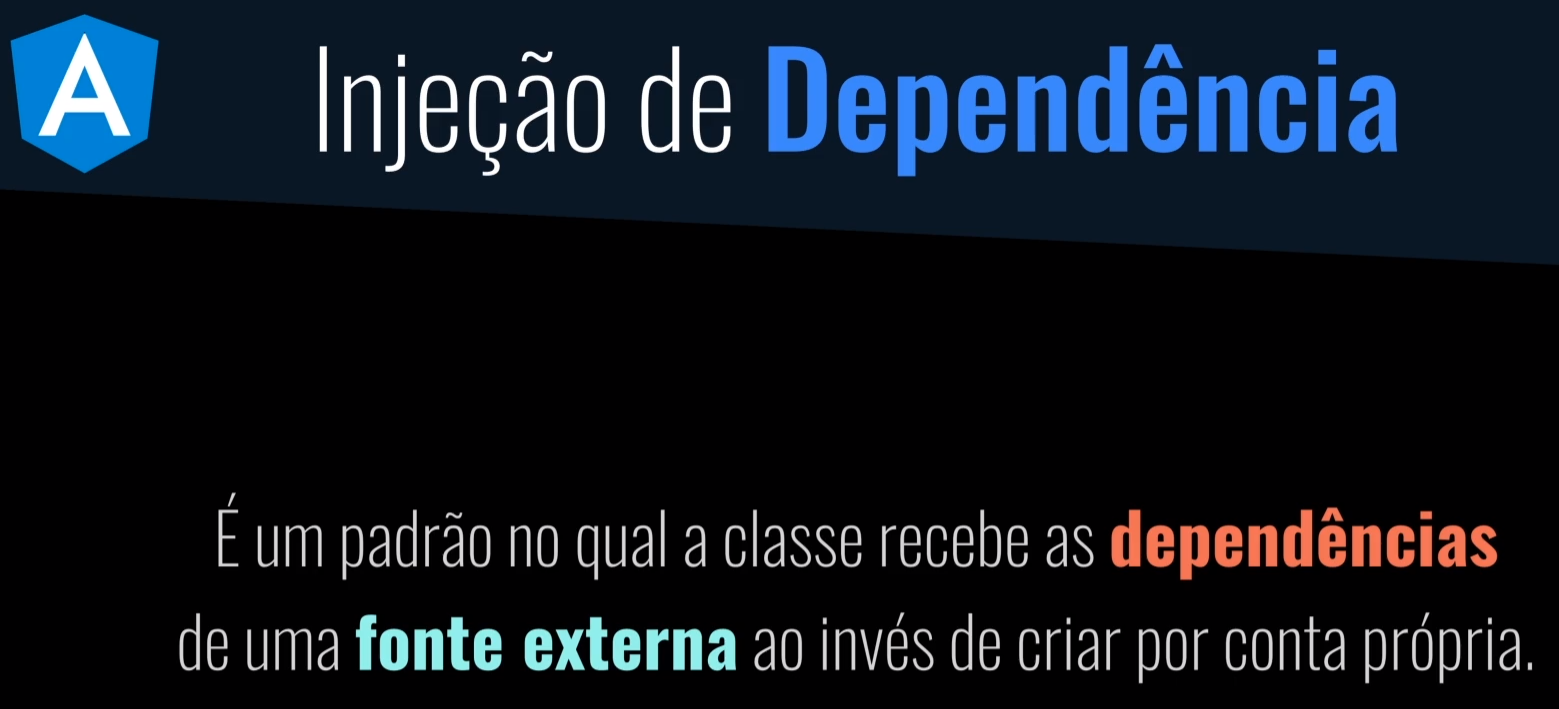 A
Injeção de Dependência
É um padrão no qual a classe recebe as dependências
de uma fonte externa ao invés de criar por conta própria.